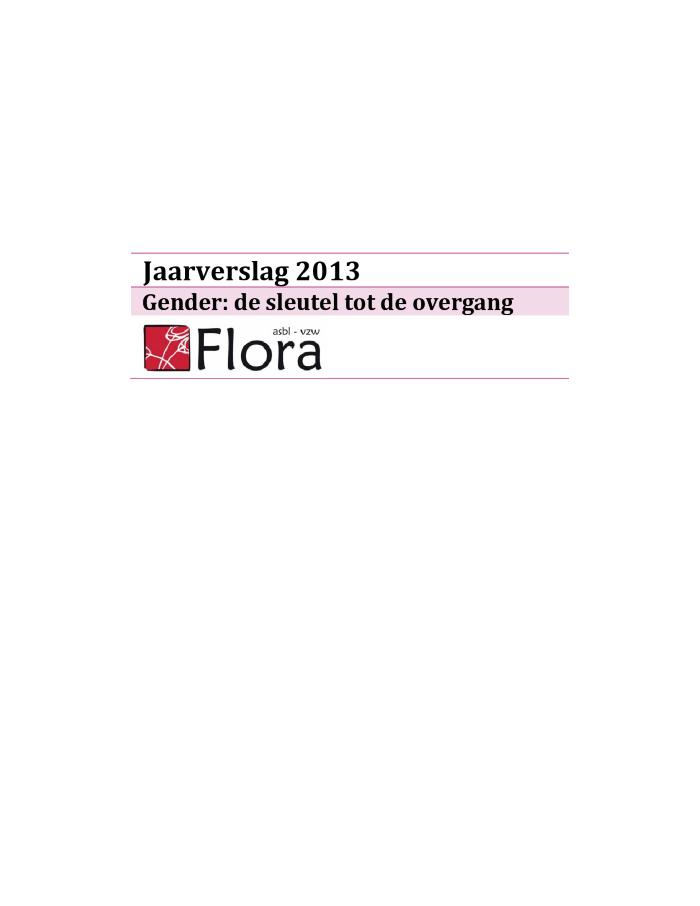 Jaarverslag 2013
Gender: de sleutel tot de overgang
asbl - vzw
Flora